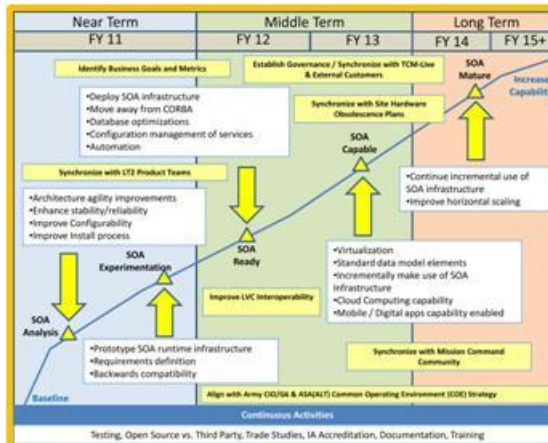 Near Term
Middle Term
Long Term
FY 11
FY 12
FY 13
FY 14
FY 15+
Identify Business Goals and Metrics
Establish Governance / Synchronize with TCM-Live
& External Customers
SOA
Mature
Increase
Capability
•Deploy SOA infrastructure
•Move away from CORBA
•Database optimizations
•Configuration management of services
•Automation
Synchronize with Site Hardware
Obsolescence Plans
SOA
Capable
Synchronize with LT2 Product Teams
•Architecture agility improvements
•Enhance stability/reliability
•Improve Configurability
•Improve Install process
•Continue incremental use of
SOA infrastructure
•Improve horizontal scaling
SOA
Experimentation
SOA
Ready
•Virtualization
•Standard data model elements
•Incrementally make use of SOA
Infrastructure
•Cloud Computing capability
•Mobile / Digital apps capability enabled
SOA
Analysis
Improve LVC Interoperability
•Prototype SOA runtime infrastructure
•Requirements definition
•Backwards compatibility
Synchronize with Mission Command
Community
Baseline
Align with Army CIO/G6 & ASA(ALT) Common Operating Environment (COE) Strategy
Continuous Activities
Testing, Open Source vs. Third Party, Trade Studies, IA Accreditation, Documentation, Training